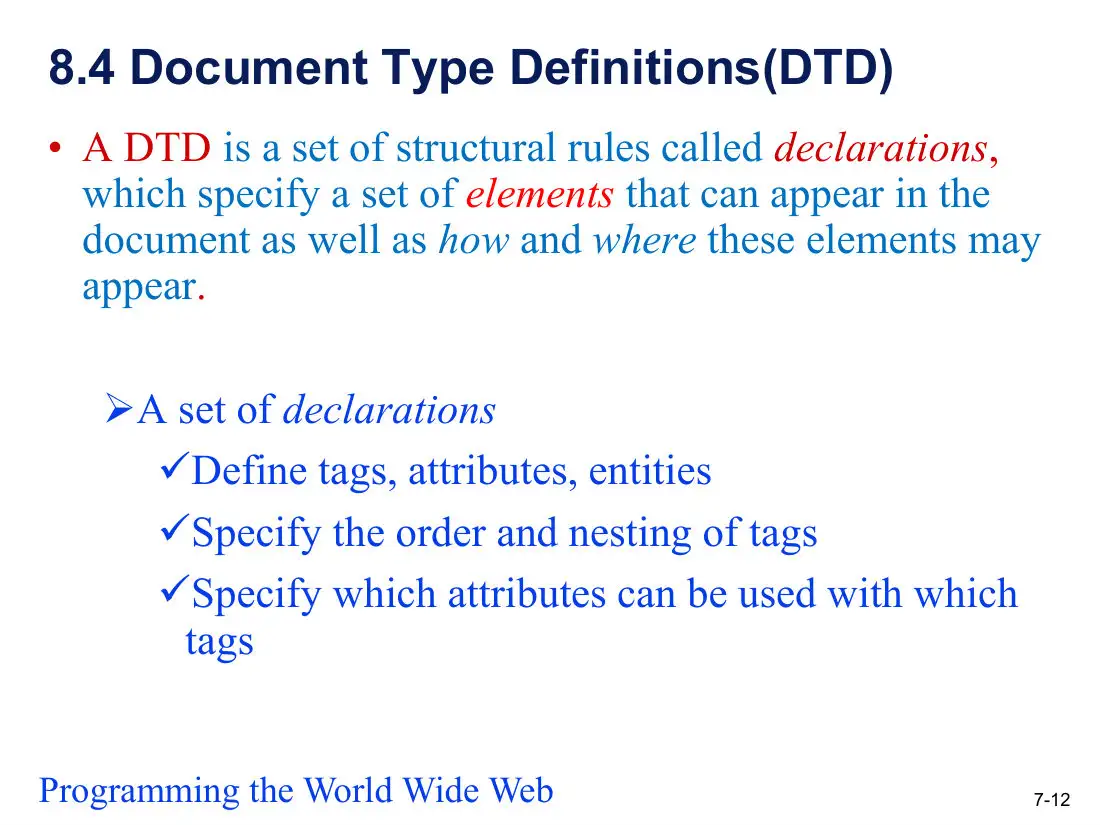 8.4 Document Type Definitions(DTD)
• A DTD is a set of structural rules called declarations,
which specify a set of elements that can appear in the
document as well as how and where these elements may
appear.
➢A set of declarations
✓Define tags, attributes, entities
✓Specify the order and nesting of tags
✓Specify which attributes can be used with which
tags
Programming the World Wide Web
7-12